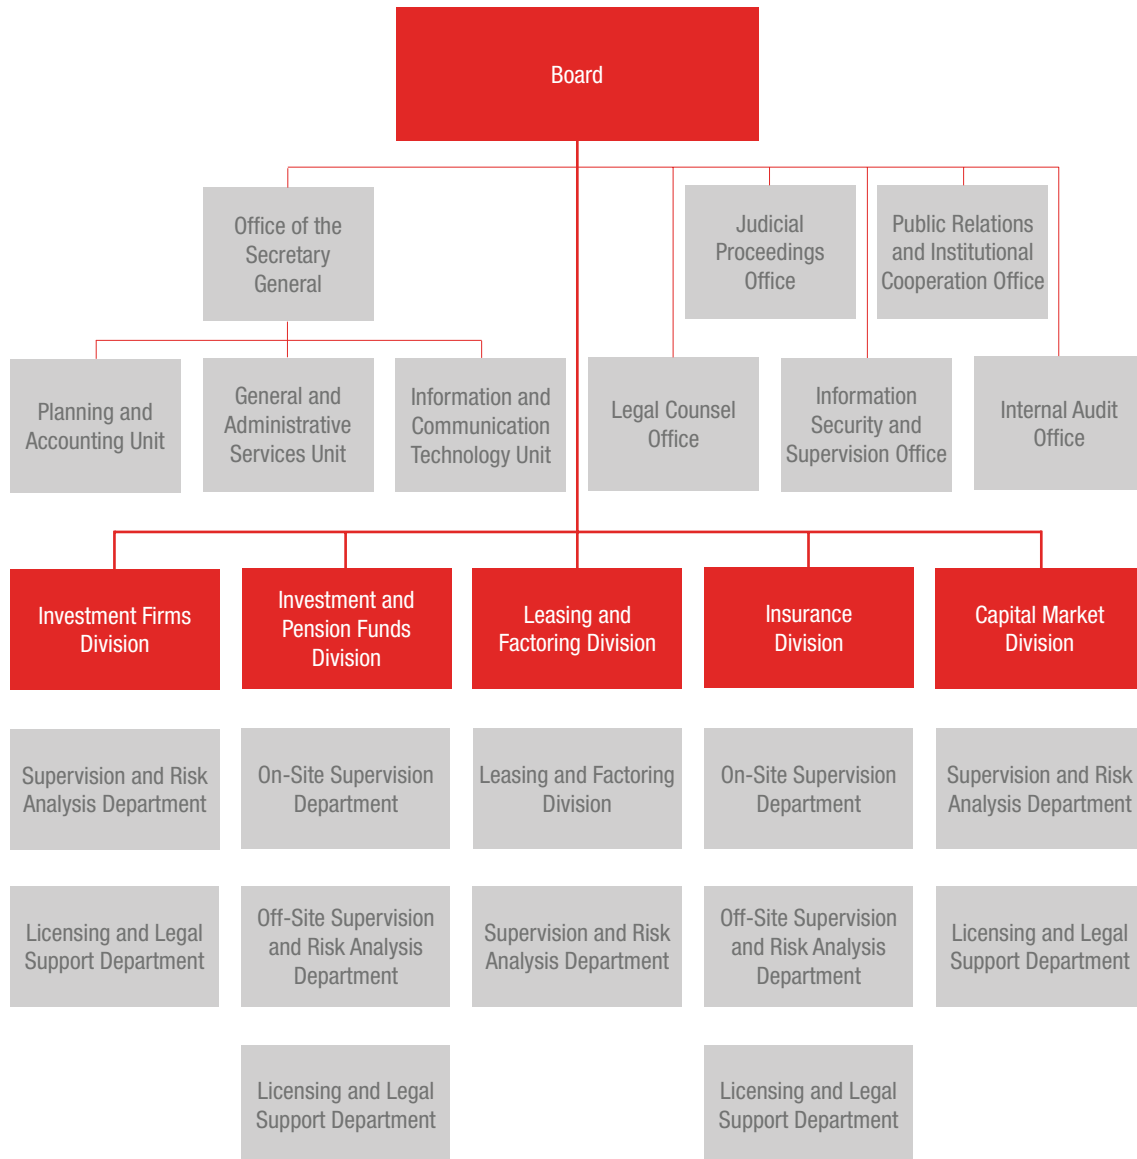 Board
Office of the
Secretary
General
Judicial
Proceedings
Office
Public Relations
and Institutional
Cooperation Office
Planning and
Accounting Unit
General and
Administrative
Services Unit
Information and
Communication
Technology Unit
Legal Counsel
Office
Information
Security and
Supervision Office
Internal Audit
Office
Investment Firms
Division
Investment and
Pension Funds
Division
Leasing and
Factoring Division
Insurance
Division
Capital Market
Division
Supervision and Risk
Analysis Department
On-Site Supervision
Department
Leasing and Factoring
Division
On-Site Supervision
Department
Supervision and Risk
Analysis Department
Licensing and Legal
Support Department
Off-Site Supervision
and Risk Analysis
Department
Supervision and Risk
Analysis Department
Off-Site Supervision
and Risk Analysis
Department
Licensing and Legal
Support Department
Licensing and Legal
Support Department
Licensing and Legal
Support Department